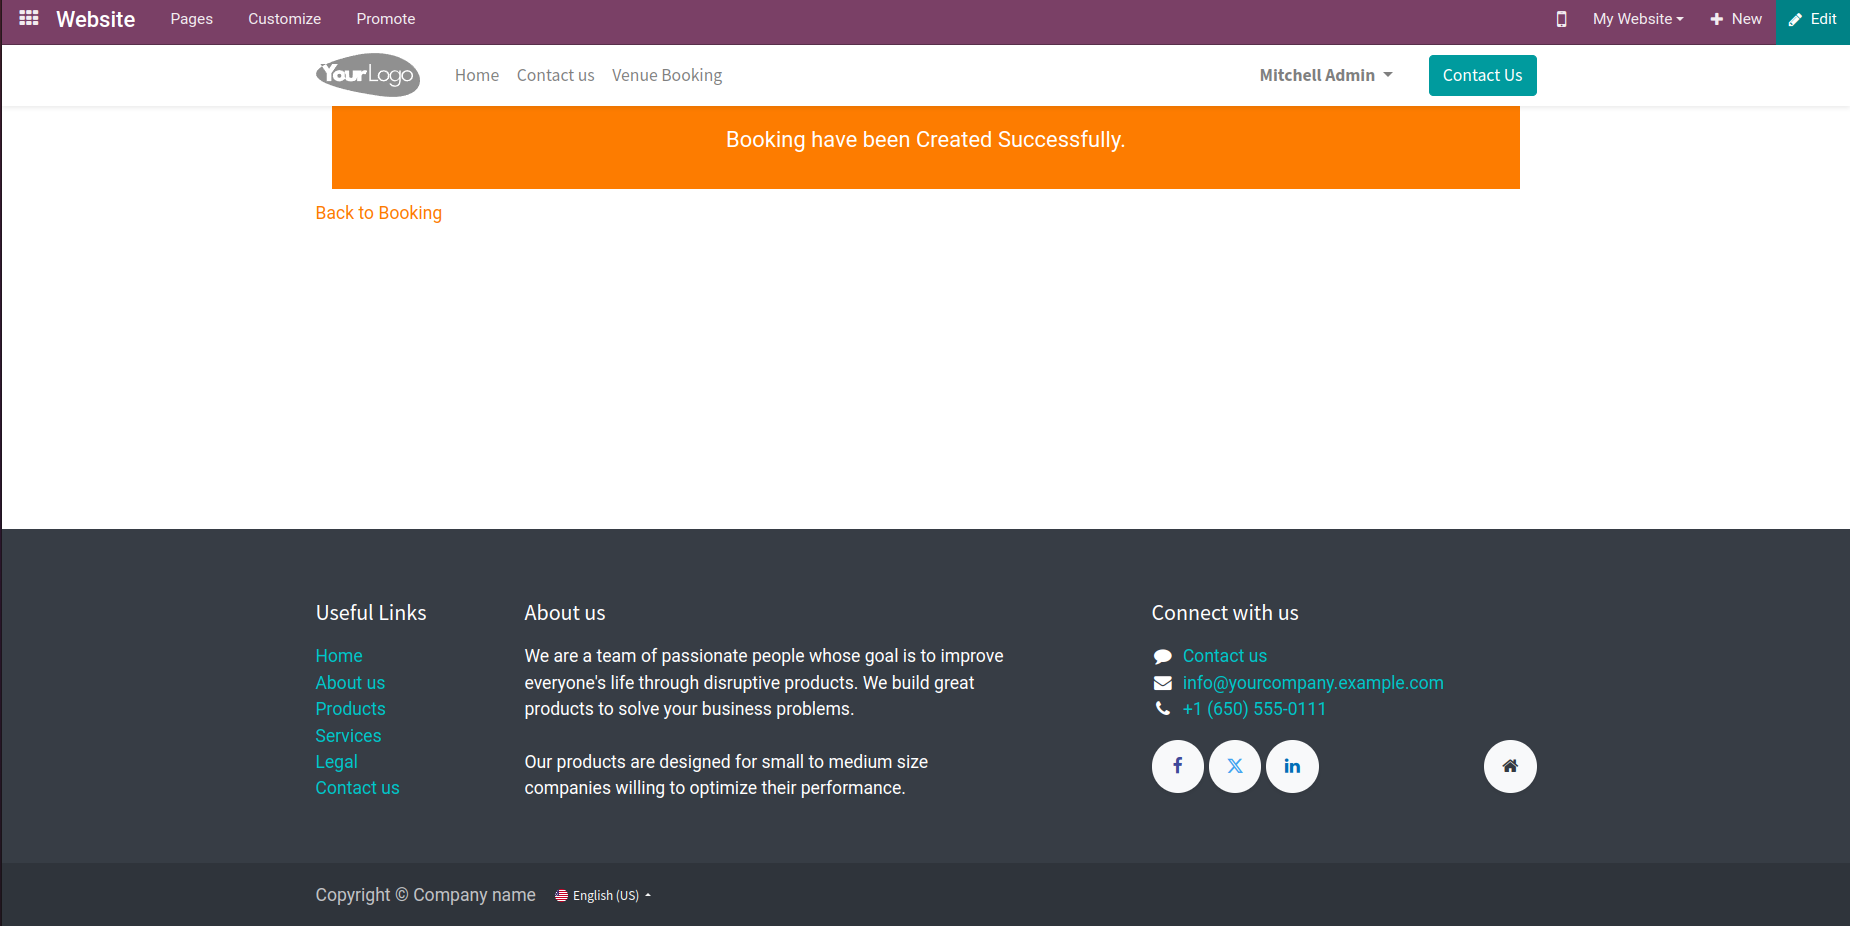 Website Pages Customize Promote My Website New Edit
YourLogo Home Contact us Venue Booking Mitchell Admin Contact Us
Booking have been Created Successfully.
Back to Booking
Useful Links
Home
About us
Products
Services
Legal
Contact us
About us
We are a team of passionate people whose goal is to improve
everyone's life through disruptive products. We build great
products to solve your business problems.
Our products are designed for small to medium size
companies willing to optimize their performance.
Connect with us
Contact us
info@yourcompany.example.com
+1 (650) 555-0111
Copyright © Company name English (US)